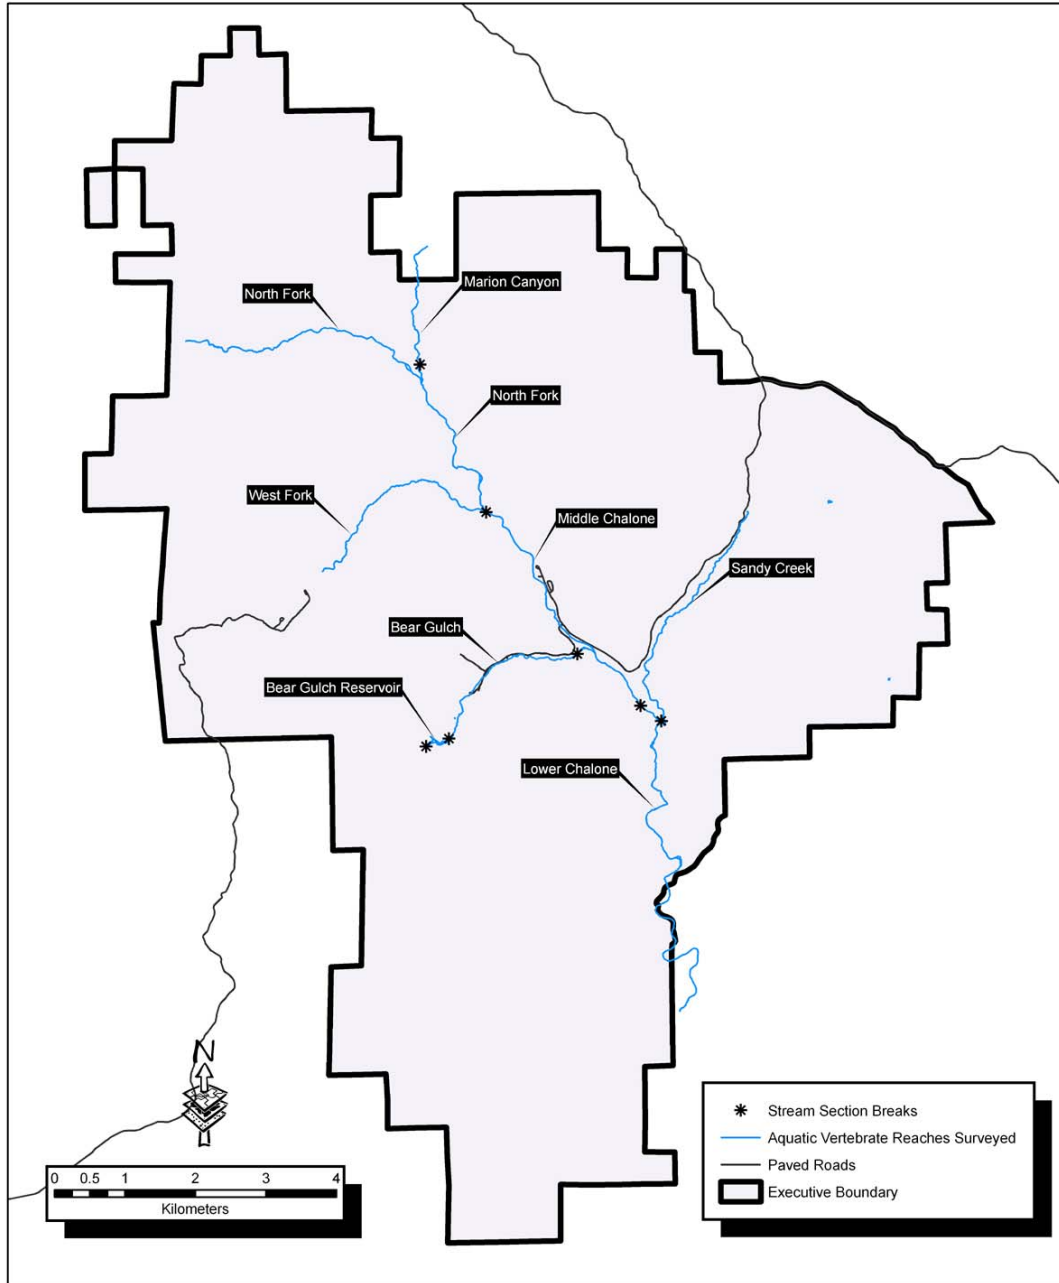 Marion Canyon
North Fork
North Fork
West Fork
Middle Chalone
Sandy Creek
Bear Gulch
Bear Gulch Reservoir
Lower Chalone
N
0 0.5 1 2 3 4
Kilometers
Stream Section Breaks
Aquatic Vertebrate Reaches Surveyed
Paved Roads
Executive Boundary